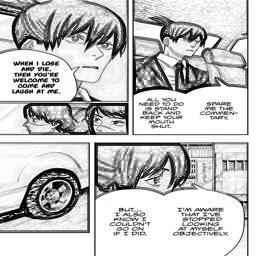 WHEN I LOSE
AND DIE,
THEN YOU'RE
WELCOME TO
COME AND
LAUGH AT ME.
SPARE
ME THE
COMMEN-
TARY.
ALL YOU
NEED TO DO
IS STAND
BACK AND
KEEP YOUR
MOUTH
SHUT.
I'M AWARE
THAT I'VE
STOPPED
LOOKING
AT MYSELF
OBJECTIVELY.
BUT...
I ALSO
KNOW I
COULDN'T
GO ON
IF I DID.